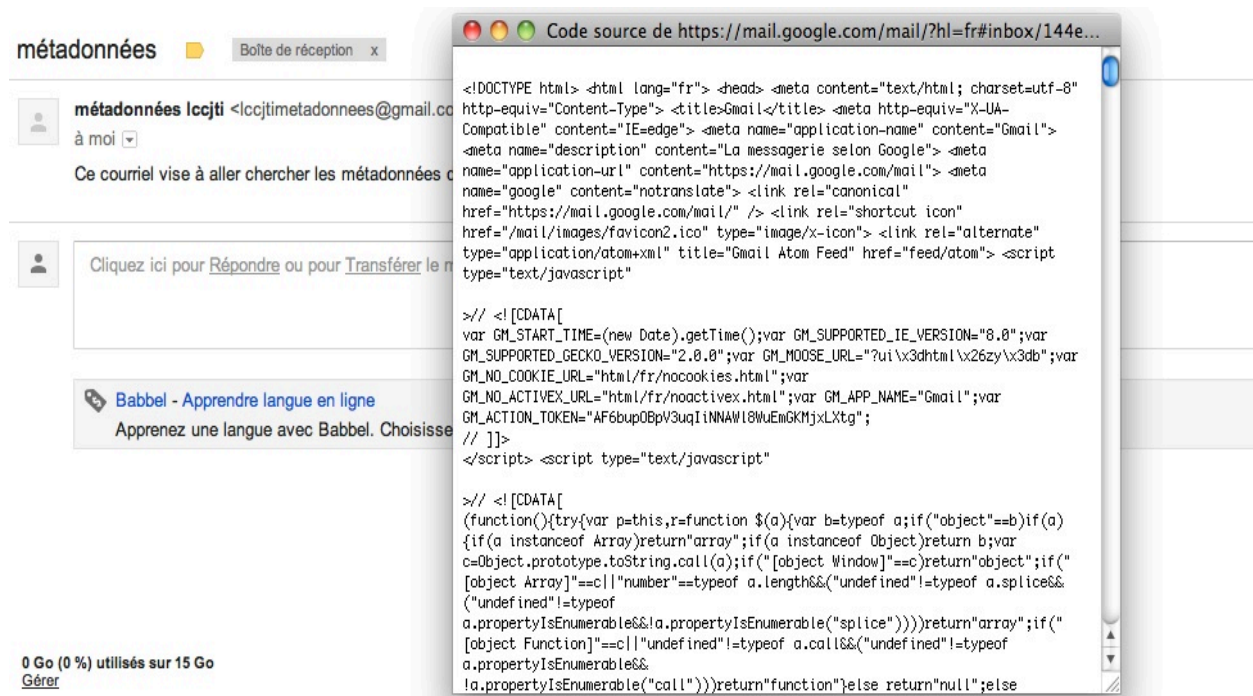 métadonnées
Boîte de réception x
métadonnées lccjti <lccjtimetadonnees@gmail.co
à moi
Ce courriel vise à aller chercher les métadonnées
Cliquez ici pour Répondre ou pour Transférer le
Babbel - Apprendre langue en ligne
Apprenez une langue avec Babbel. Choisisse
0 Go (0 %) utilisés sur 15 Go
Gérer
Code source de https://mail.google.com/mail/?hl=fr#inbox/144e...
<!DOCTYPE html> <html lang="fr"> <head> <meta content="text/html; charset=utf-8"
http-equiv="Content-Type"> <title>Gmail</title> <meta http-equiv="X-UA-
Compatible" content="IE=edge"> <meta name="application-name" content="Gmail">
<meta name="description" content="La messagerie selon Google"> <meta
name="application-url" content="https://mail.google.com/mail"> <meta
name="google" content="notranslate"> <link rel="canonical"
href="https://mail.google.com/mail/" /> <link rel="shortcut icon"
href="/mail/images/favicon2.ico" type="image/x-icon"> <link rel="alternate"
type="application/atom+xml" title="Gmail Atom Feed" href="feed/atom"> <script
type="text/javascript"
>// <![CDATA[
var GM_START_TIME=(new Date).getTime();var GM_SUPPORTED_IE_VERSION="8.0";var
GM_SUPPORTED_GECKO_VERSION="2.0.0";var GM_MOOSE_URL="?ui\x3dhtml\x26zy\x3db";var
GM_NO_COOKIE_URL="html/fr/nocookies.html";var
GM_NO_ACTIVEX_URL="html/fr/noactivex.html";var GM_APP_NAME="Gmail";var
GM_ACTION_TOKEN="AF6bupOBpV3uqIiNNAWl8WuEmGKMjxLXtg";
// ]]>
</script> <script type="text/javascript"
>// <![CDATA[
(function(){try{var p=this,r=function $(a){var b=typeof a;if("object"==b)if(a)
{if(a instanceof Array)return"array";if(a instanceof Object)return b;var
c=Object.prototype.toString.call(a);if("[object Window]"==c)return"object";if("
[object Array]"==c||"number"==typeof a.length&&("undefined"!=typeof a.splice&&
("undefined"!=typeof
a.propertyIsEnumerable&&!a.propertyIsEnumerable("splice"))))return"array";if("
[object Function]"==c||"undefined"!=typeof a.call&&("undefined"!=typeof
a.propertyIsEnumerable&&
!a.propertyIsEnumerable("call")))return"function"}else return"null";else